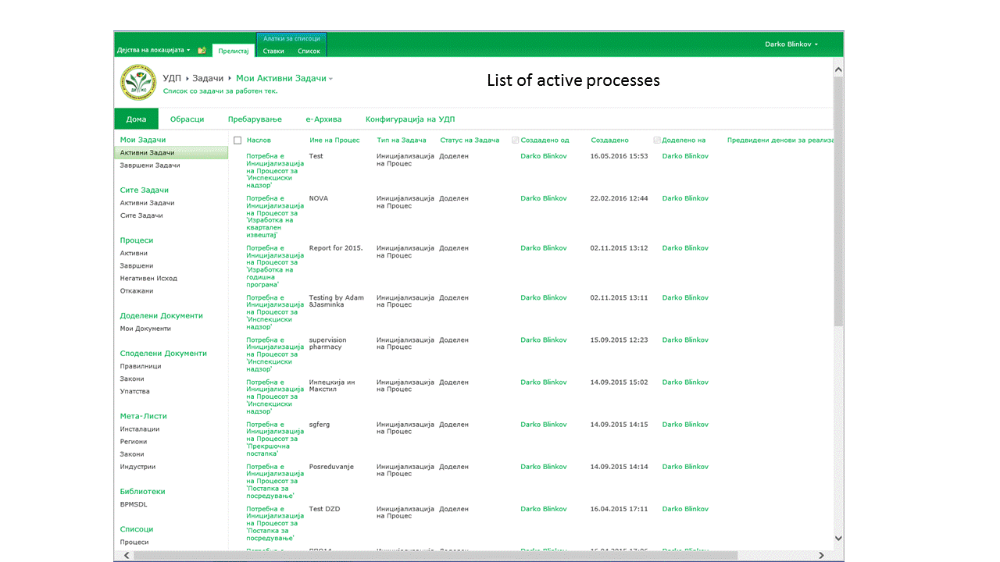 Алатки за списоци
Дејства на локацијата
Прелистај
Ставки
Список
Darko Blinkov
УДП
Задачи
Мои Активни Задачи
Список со задачи за работен тек.
List of active processes
Дома
Обрасци
Пребарување
е-Архива
Конфигурација на УДП
Мои Задачи
Активни Задачи
Завршени Задачи
Сите Задачи
Активни Задачи
Сите Задачи
Процеси
Активни
Завршени
Негативен Исход
Откажани
Доделени Документи
Мои Документи
Споделени Документи
Правилници
Закони
Упатства
Мета-Листи
Инсталации
Региони
Закони
Индустрии
Библиотеки
BPMSDL
Списоци
Процеси
Наслов
Име на Процес
Тип на Задача
Статус на Задача
Создадено од
Создадено
Доделено на
Предвидени денови за реализа
Потребна е
Иницијализација
на Процесот за
'Инспекциски
надзор'
Test
Иницијализација
на Процес
Доделен
Darko Blinkov
16.05.2016 15:53
Darko Blinkov
Потребна е
Иницијализација
на Процесот за
'Изработка на
квартален
извештај'
NOVA
Иницијализација
на Процес
Доделен
Darko Blinkov
22.02.2016 12:44
Darko Blinkov
Потребна е
Иницијализација
на Процесот за
'Изработка на
годишна
програма'
Report for 2015.
Иницијализација
на Процес
Доделен
Darko Blinkov
02.11.2015 13:12
Darko Blinkov
Потребна е
Иницијализација
на Процесот за
'Инспекциски
надзор'
Testing by Adam
&Jasminka
Иницијализација
на Процес
Доделен
Darko Blinkov
02.11.2015 13:11
Darko Blinkov
Потребна е
Иницијализација
на Процесот за
'Инспекциски
надзор'
supervision
pharmacy
Иницијализација
на Процес
Доделен
Darko Blinkov
15.09.2015 12:23
Darko Blinkov
Потребна е
Иницијализација
на Процесот за
'Инспекциски
надзор'
Инпецкија ин
Макстил
Иницијализација
на Процес
Доделен
Darko Blinkov
14.09.2015 15:02
Darko Blinkov
Потребна е
Иницијализација
на Процесот за
'Прекршочна
постапка'
sgferg
Иницијализација
на Процес
Доделен
Darko Blinkov
14.09.2015 14:15
Darko Blinkov
Потребна е
Иницијализација
на Процесот за
'Постапка за
посредување'
Posreduvanje
Иницијализација
на Процес
Доделен
Darko Blinkov
14.09.2015 14:14
Darko Blinkov
Потребна е
Иницијализација
на Процесот за
'Постапка за
посредување'
Test DZD
Иницијализација
на Процес
Доделен
Darko Blinkov
16.04.2015 17:11
Darko Blinkov